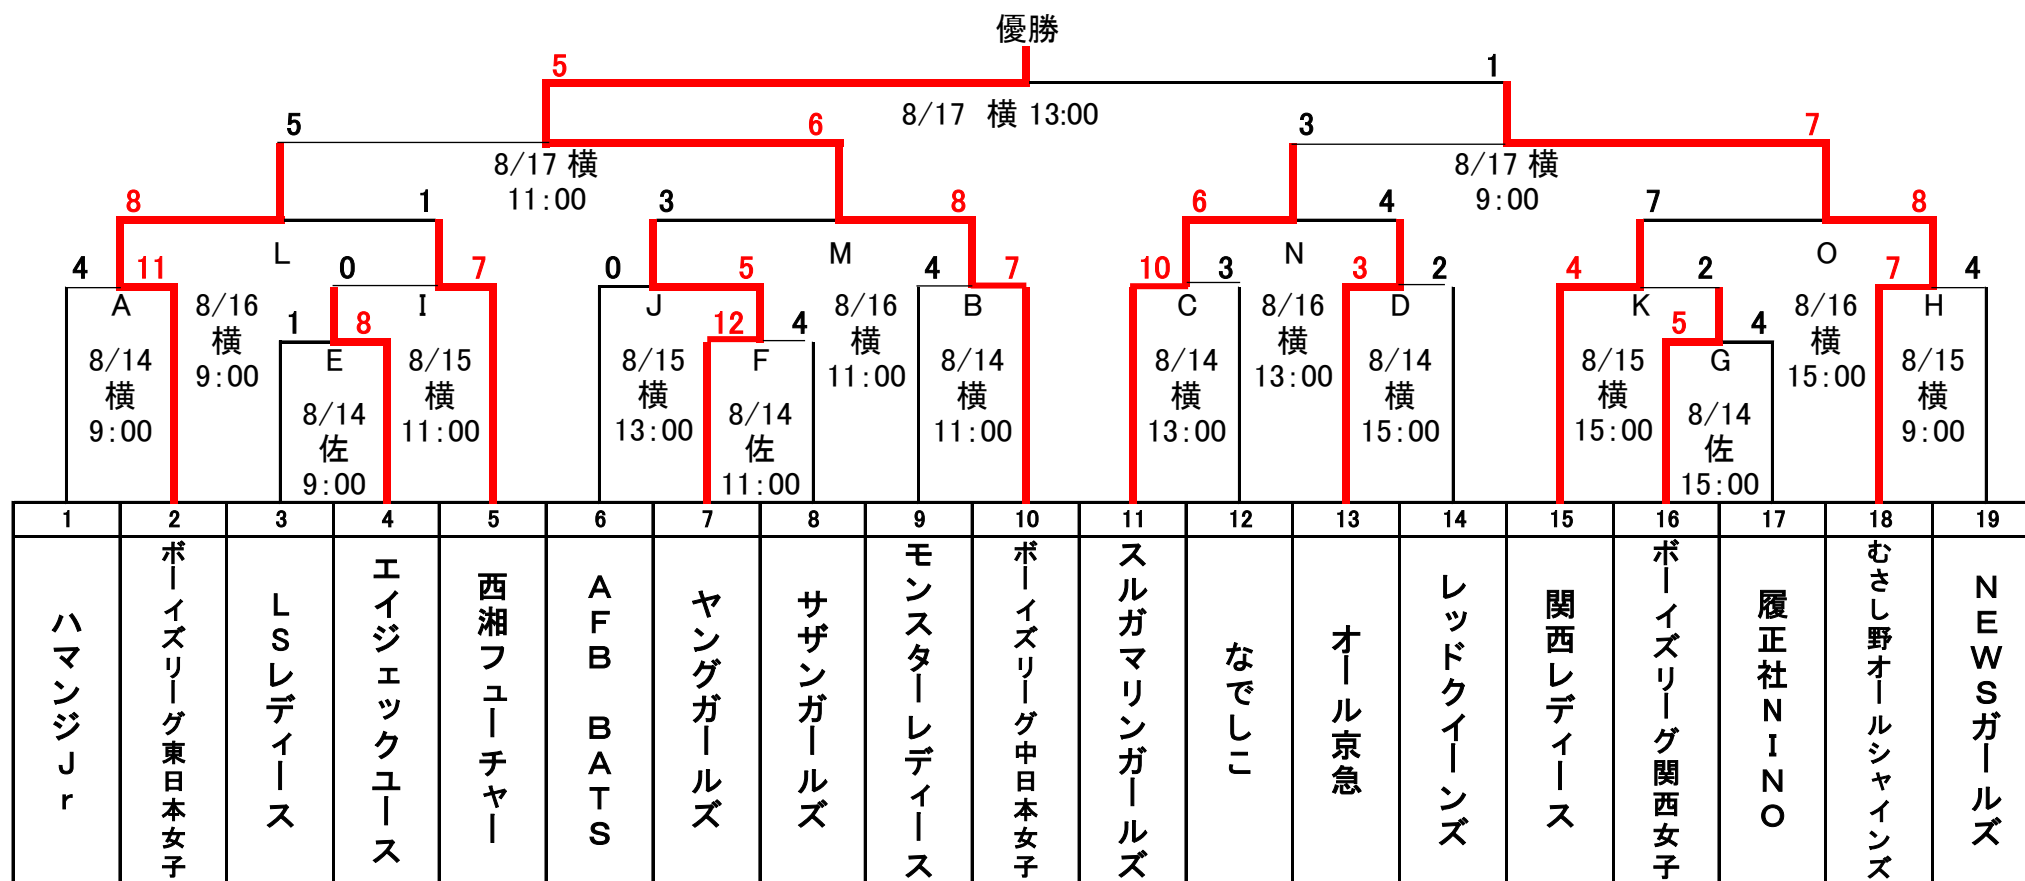 優勝
5
1
8/17 横 13:00
5
6
3
7
8/17 横
11:00
8/17 横
9:00
8
1
3
8
6
4
7
8
L
M
N
O
4
11
0
7
0
5
4
7
10
3
3
2
4
2
7
4
A
I
J
B
C
D
K
H
8/16
横
9:00
8/16
横
11:00
8/16
横
13:00
8/16
横
15:00
1
8
12
4
5
4
E
F
G
8/14
横
9:00
8/15
横
11:00
8/15
横
13:00
8/14
横
11:00
8/14
横
13:00
8/14
横
15:00
8/15
横
15:00
8/15
横
9:00
8/14
佐
9:00
8/14
佐
11:00
8/14
佐
15:00
1
2
3
4
5
6
7
8
9
10
11
12
13
14
15
16
17
18
19
ハマンジJr
ボーイズリーグ東日本女子
LSレディース
エイジェックユース
西湘フューチャー
AFB BATS
ヤングガールズ
サザンガールズ
モンスターレディース
ボーイズリーグ中日本女子
スルガマリンガールズ
なでしこ
オール京急
レッドクイーンズ
関西レディース
ボーイズリーグ関西女子
履正社NINO
むさし野オールシャインズ
NEWSガールズ